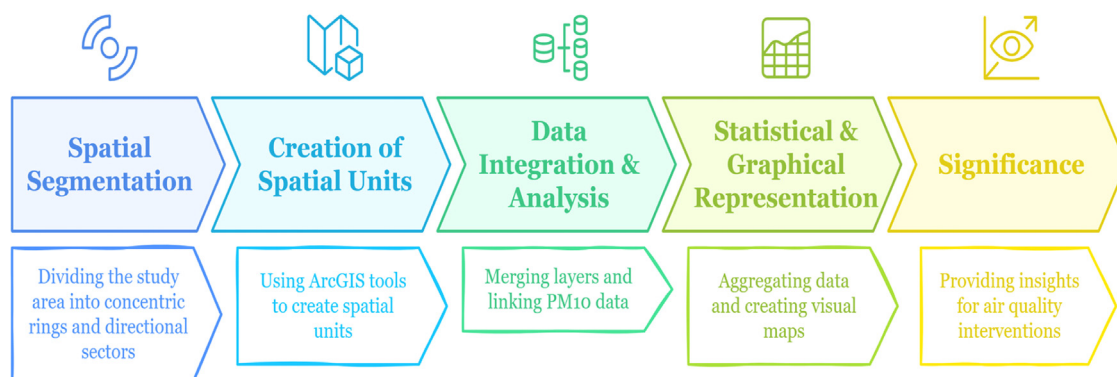 Spatial
Segmentation
Creation of
Spatial Units
Data
Integration &
Analysis
Statistical &
Graphical
Representation
Significance
Dividing the study
area into concentric
rings and directional
sectors
Using ArcGIS tools
to create spatial
units
Merging layers and
linking PM10 data
Aggregating data
and creating visual
maps
Providing insights
for air quality
interventions